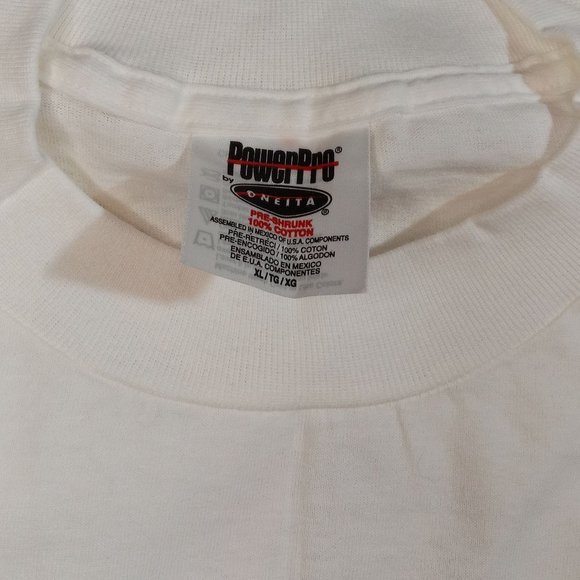 PowerPro®
by ONEITA®
PRE-SHRUNK
100% COTTON
ASSEMBLED IN MEXICO OF U.S.A. COMPONENTS
PRE-RETRÉCI / 100% COTON
PRE-ENCOGIDO / 100% ALGODON
ENSAMBLADO EN MEXICO
DE E.U.A. COMPONENTES
XL / TG / XG